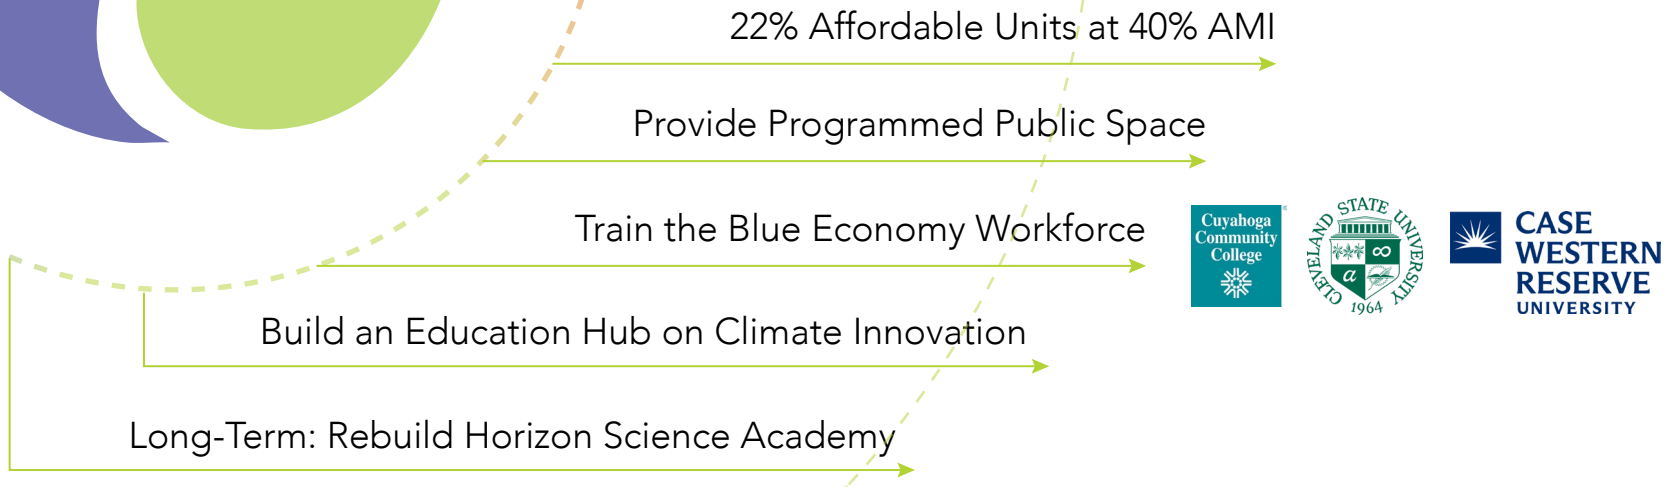 22% Affordable Units at 40% AMI
Provide Programmed Public Space
Train the Blue Economy Workforce
Cuyahoga
Community
College
CLEVELAND STATE UNIVERSITY
1964
CASE
WESTERN
RESERVE
UNIVERSITY
Build an Education Hub on Climate Innovation
Long-Term: Rebuild Horizon Science Academy